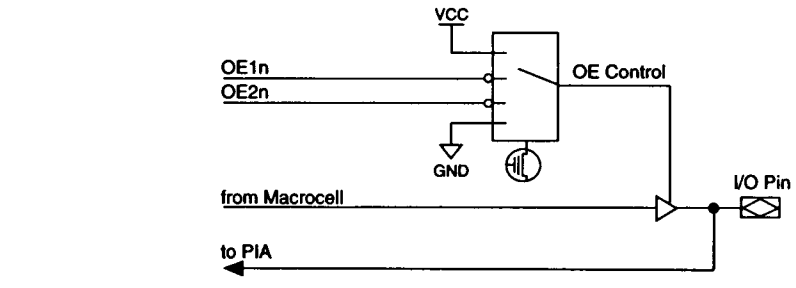 VCC
OE1n
OE Control
OE2n
GND
I/O Pin
from Macrocell
to PIA